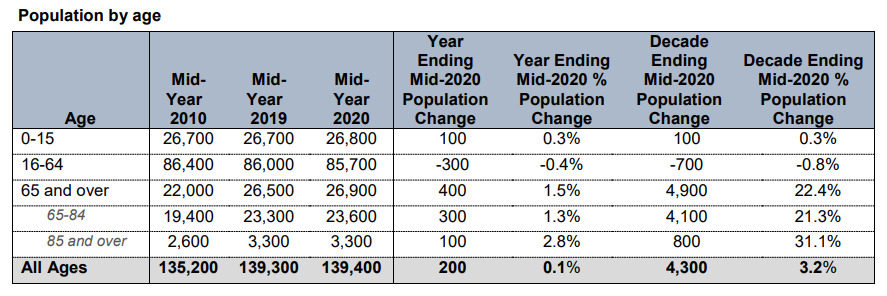 Population by age
Age Mid-Year 2010 Mid-Year 2019 Mid-Year 2020 Year Ending Mid-2020 Population Change Year Ending Mid-2020 % Population Change Decade Ending Mid-2020 Population Change Decade Ending Mid-2020 % Population Change
0-15 26,700 26,700 26,800 100 0.3% 100 0.3%
16-64 86,400 86,000 85,700 -300 -0.4% -700 -0.8%
65 and over 22,000 26,500 26,900 400 1.5% 4,900 22.4%
65-84 19,400 23,300 23,600 300 1.3% 4,100 21.3%
85 and over 2,600 3,300 3,300 100 2.8% 800 31.1%
All Ages 135,200 139,300 139,400 200 0.1% 4,300 3.2%